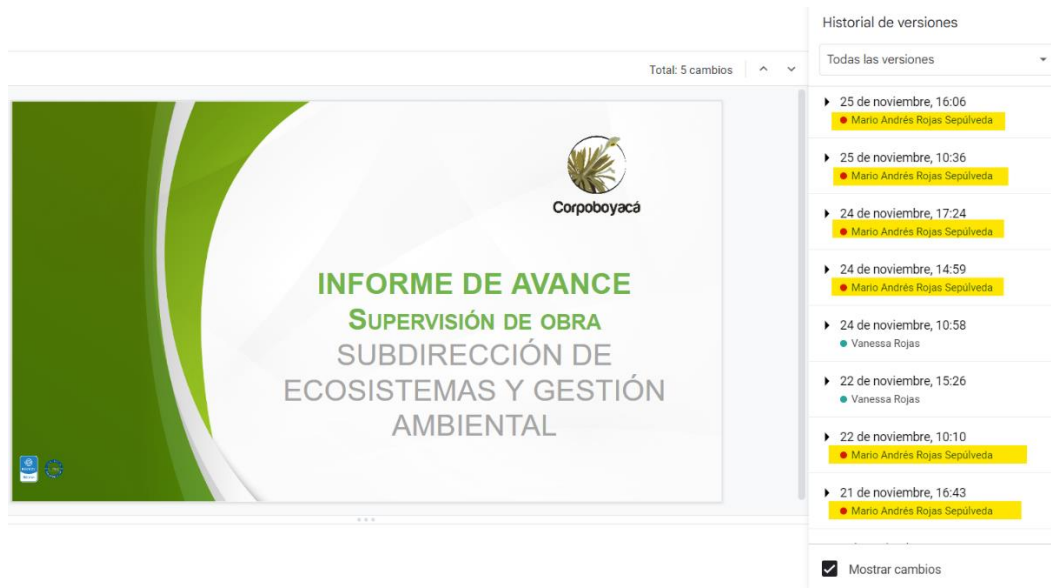 Historial de versiones
Todas las versiones
Total: 5 cambios
Corpoboyacá
INFORME DE AVANCE
SUPERVISIÓN DE OBRA
SUBDIRECCIÓN DE
ECOSISTEMAS Y GESTIÓN
AMBIENTAL
25 de noviembre, 16:06
Mario Andrés Rojas Sepúlveda
25 de noviembre, 10:36
Mario Andrés Rojas Sepúlveda
24 de noviembre, 17:24
Mario Andrés Rojas Sepúlveda
24 de noviembre, 14:59
Mario Andrés Rojas Sepúlveda
24 de noviembre, 10:58
Vanessa Rojas
22 de noviembre, 15:26
Vanessa Rojas
22 de noviembre, 10:10
Mario Andrés Rojas Sepúlveda
21 de noviembre, 16:43
Mario Andrés Rojas Sepúlveda
Mostrar cambios